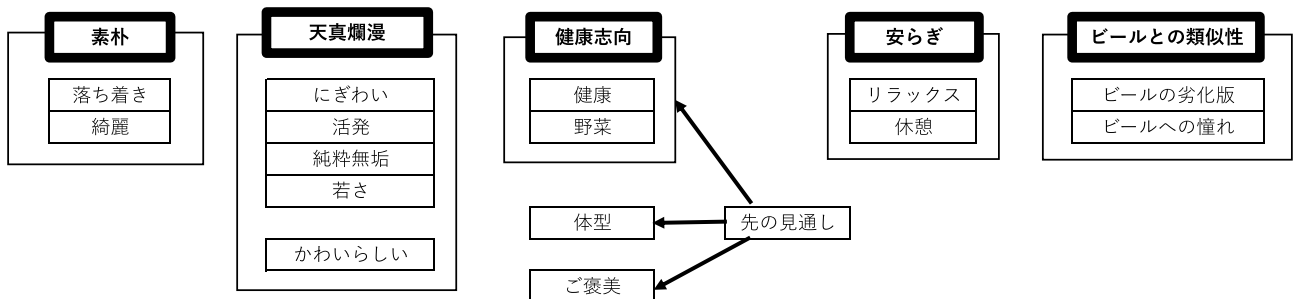 素朴
落ち着き
綺麗
天真爛漫
にぎわい
活発
純粋無垢
若さ
かわいらしい
健康志向
健康
野菜
体型
ご褒美
先の見通し
安らぎ
リラックス
休憩
ビールとの類似性
ビールの劣化版
ビールへの憧れ